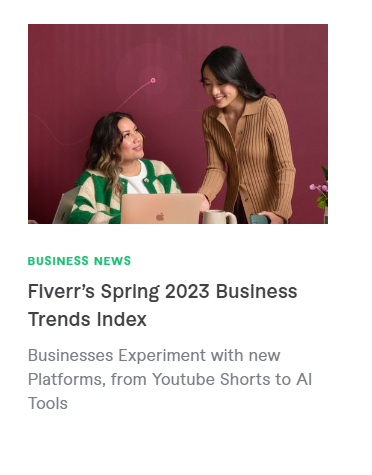 BUSINESS NEWS
Fiverr's Spring 2023 Business
Trends Index
Businesses Experiment with new
Platforms, from Youtube Shorts to AI
Tools